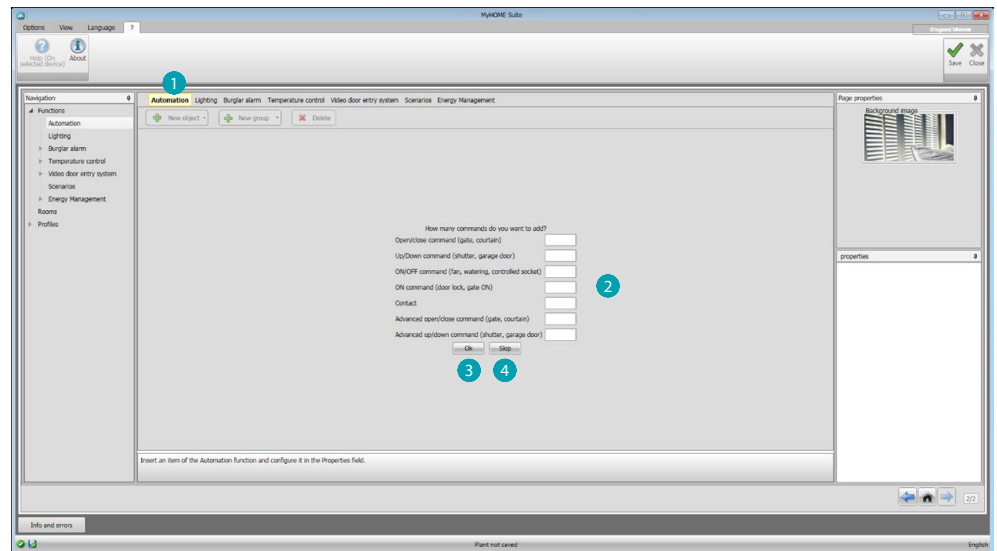 MyHOME Suite
Options View Language ?
Help (On
selected device)
About
Save Close
1
Navigation
Functions
Automation
Lighting
Burglar alarm
Temperature control
Video door entry system
Scenarios
Energy Management
Rooms
Profiles
Automation Lighting Burglar alarm Temperature control Video door entry system Scenarios Energy Management
New object New group Delete
How many commands do you want to add?
Open/close command (gate, courtain)
Up/Down command (shutter, garage door)
ON/OFF command (fan, watering, controlled socket)
ON command (door lock, gate ON)
Contact
Advanced open/close command (gate, courtain)
Advanced up/down command (shutter, garage door)
2
Ok Skip
3 4
Insert an item of the Automation function and configure it in the Properties field.
Page properties
Background image
properties
2/2
Info and errors
Plant not saved
English